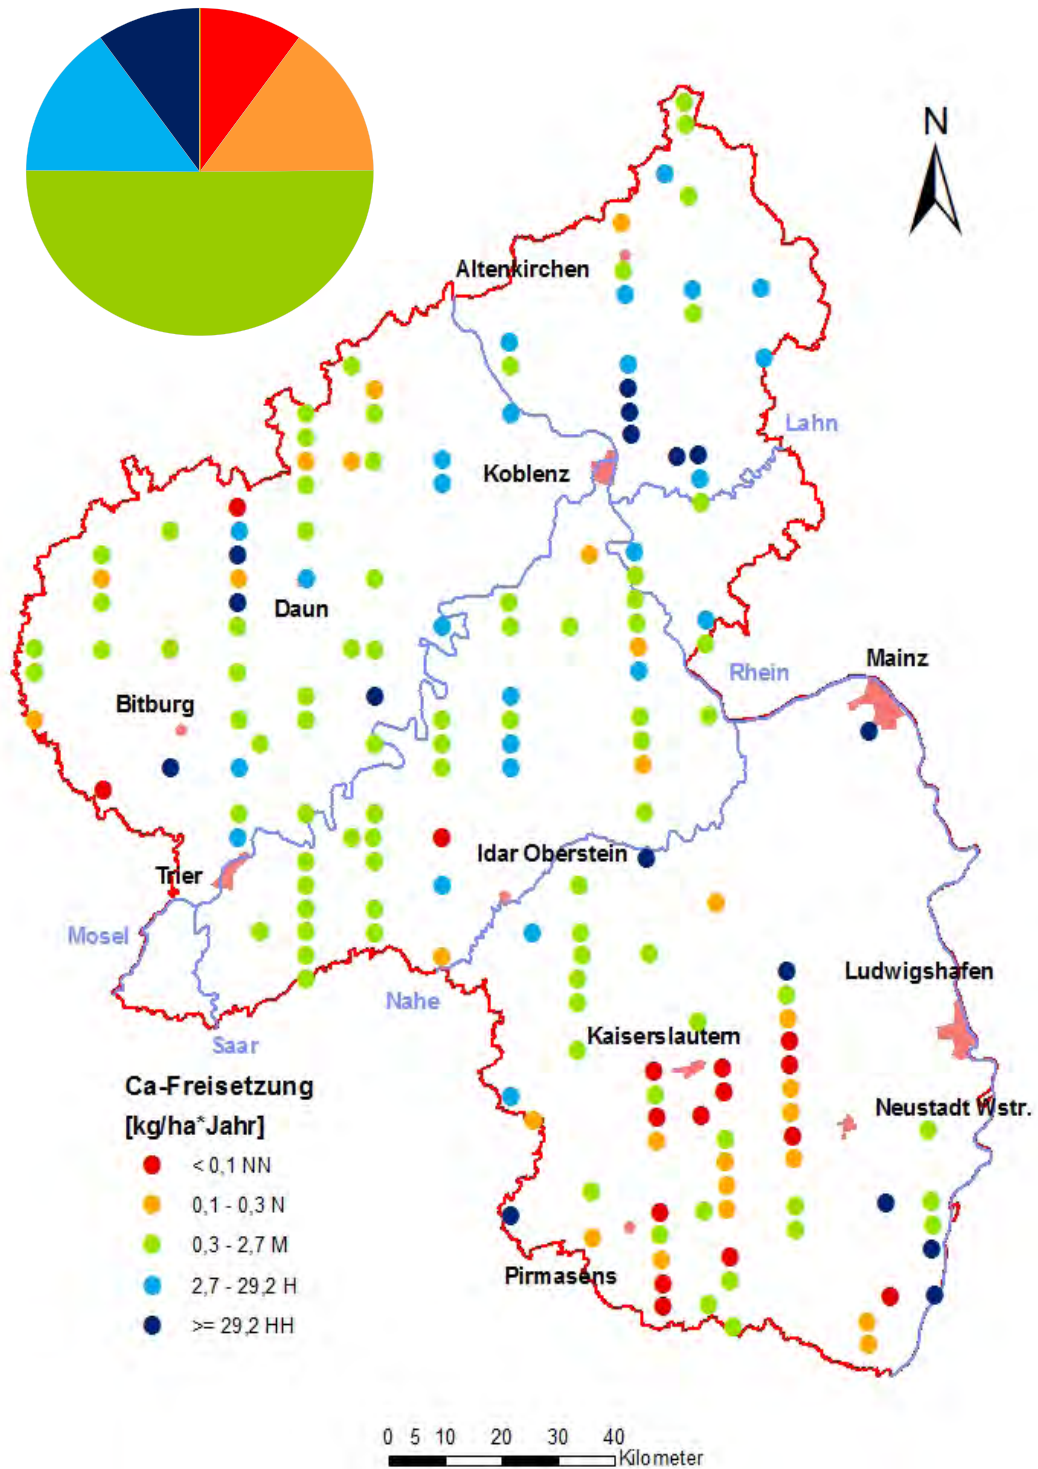 N
Altenkirchen
Lahn
Koblenz
Daun
Mainz
Rhein
Bitburg
Idar Oberstein
Trier
Mosel
Ludwigshafen
Nahe
Kaiserslautern
Saar
Ca-Freisetzung
[kg/ha*Jahr]
Neustadt Wstr.
< 0,1 NN
0,1 - 0,3 N
0,3 - 2,7 M
2,7 - 29,2 H
Pirmasens
>= 29,2 HH
0 5 10 20 30 40
Kilometer